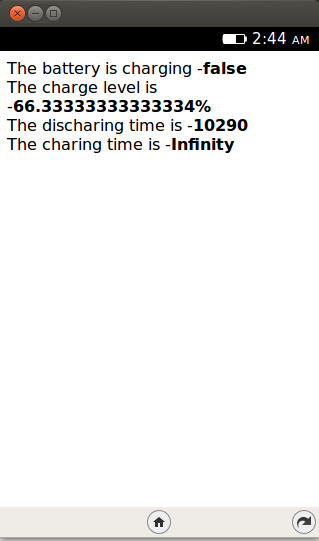 2:44 AM
The battery is charging -false
The charge level is
-66.33333333333334%
The discharing time is -10290
The charing time is -Infinity